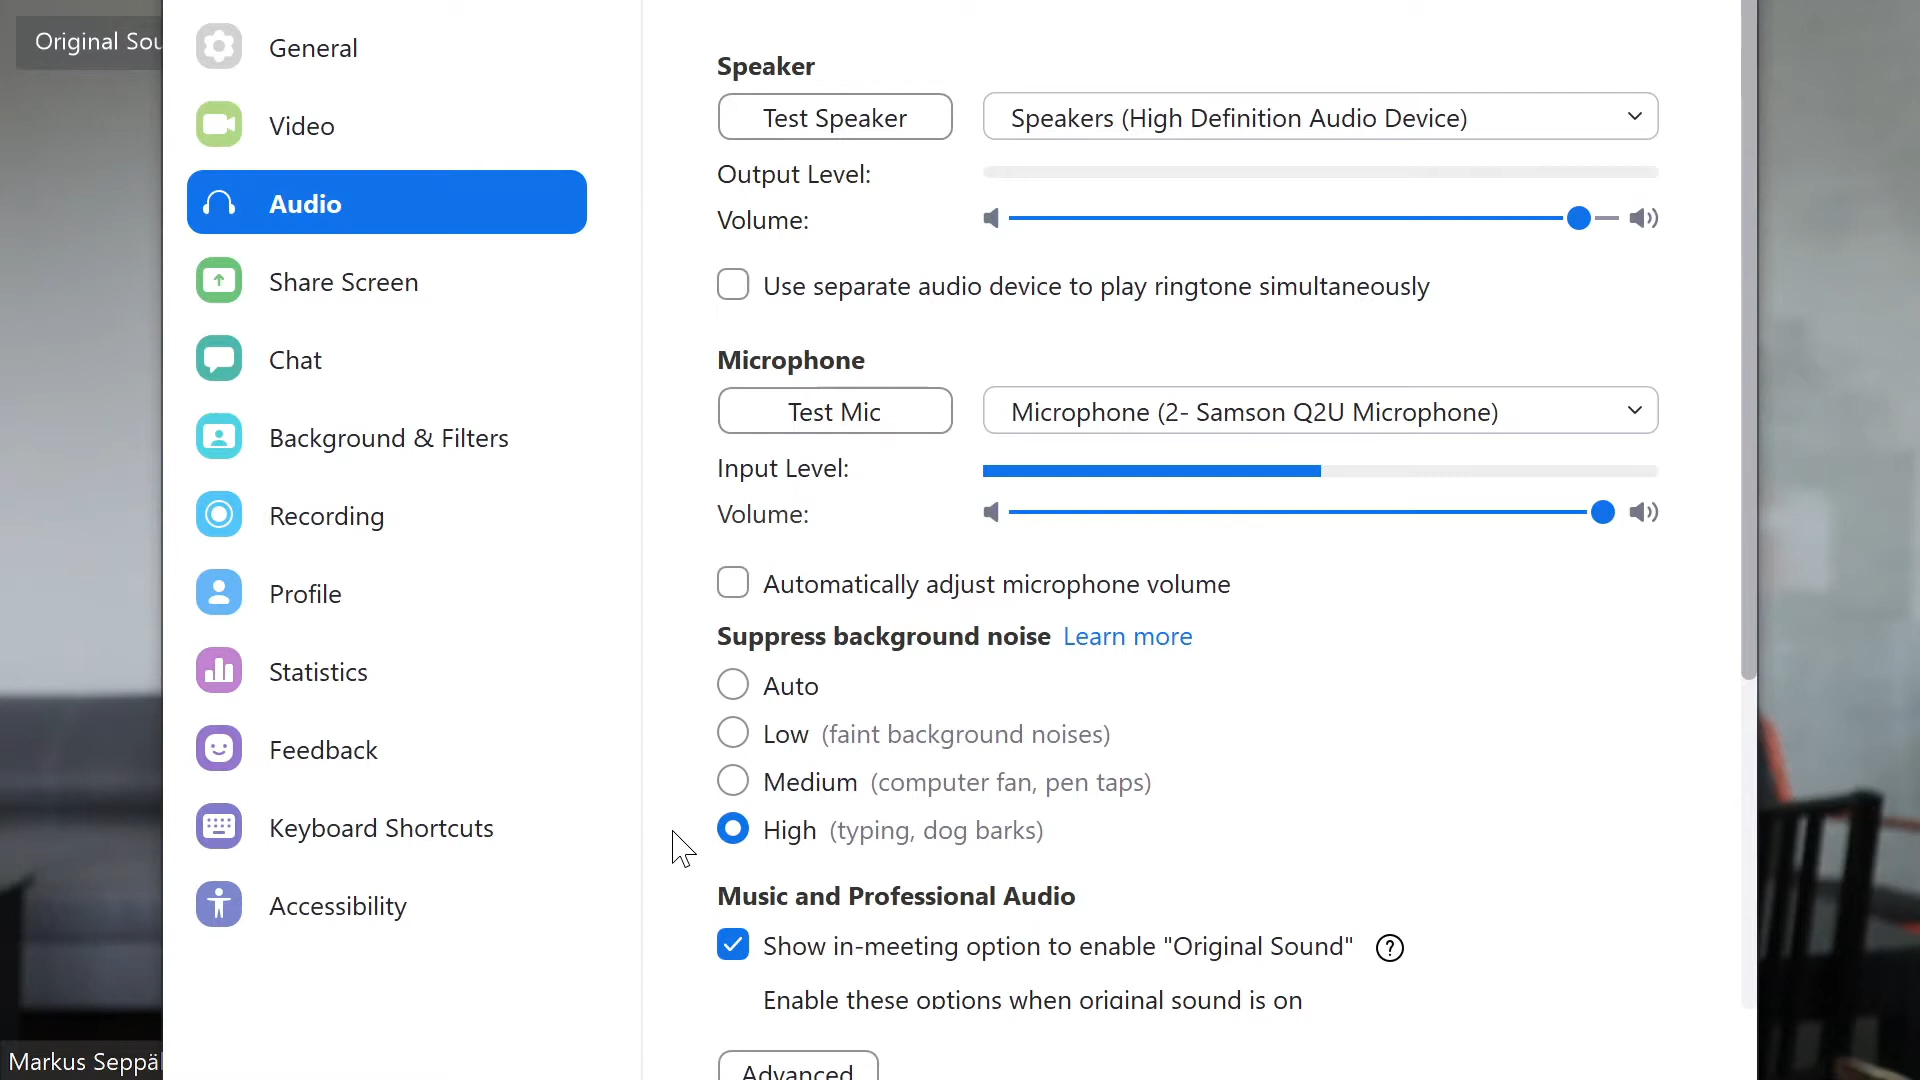 Original Sou
General
Video
Audio
Share Screen
Chat
Background & Filters
Recording
Profile
Statistics
Feedback
Keyboard Shortcuts
Accessibility
Speaker
Test Speaker
Speakers (High Definition Audio Device)
Output Level:
Volume:
Use separate audio device to play ringtone simultaneously
Microphone
Test Mic
Microphone (2- Samson Q2U Microphone)
Input Level:
Volume:
Automatically adjust microphone volume
Suppress background noise Learn more
Auto
Low (faint background noises)
Medium (computer fan, pen taps)
High (typing, dog barks)
Music and Professional Audio
Show in-meeting option to enable "Original Sound" ?
Enable these options when original sound is on
Advanced
Markus Seppäl